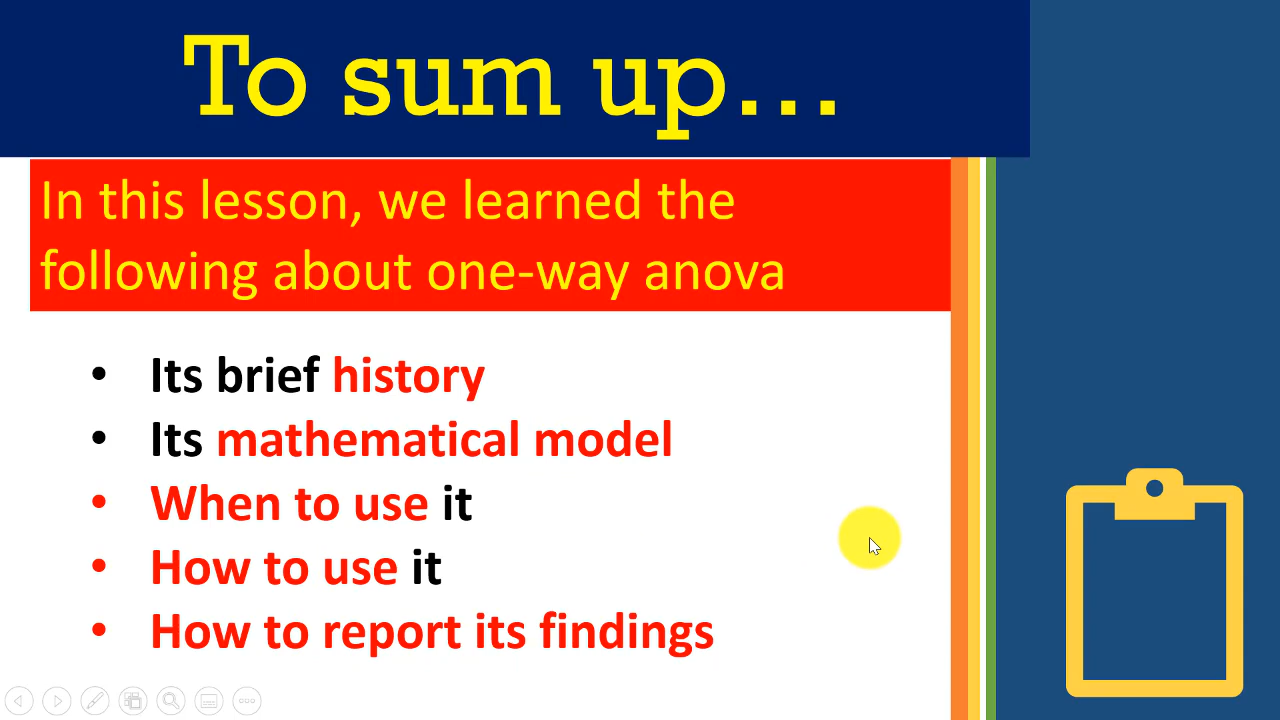 To sum up...
In this lesson, we learned the
following about one-way anova
• Its brief history
• Its mathematical model
• When to use it
• How to use it
• How to report its findings